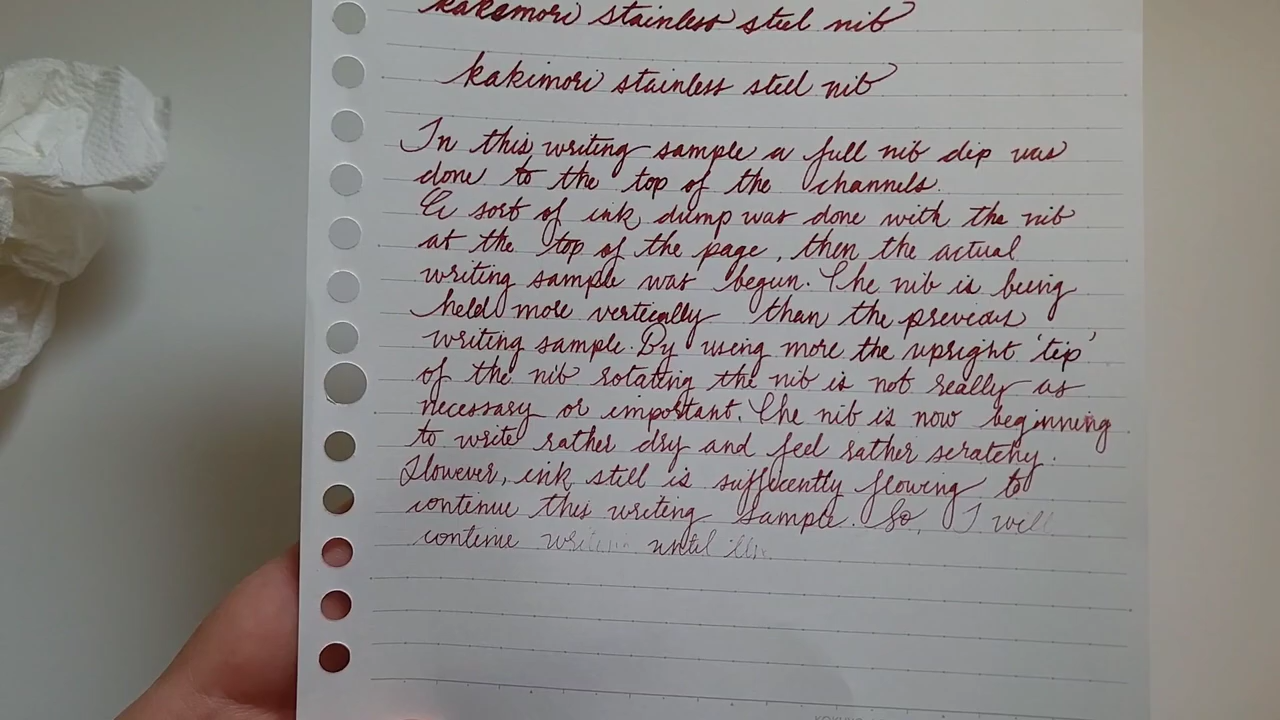 kakemori stainless steel nib
kakimori stainless steel nib
In this writing sample a full nib dip was
done to the top of the channels.
A sort of ink dump was done with the nib
at the top of the page, then the actual
writing sample was begun. The nib is being
held more vertically than the previous
writing sample. By using more the upright 'tip'
of the nib rotating the nib is not really as
necessary or important. The nib is now beginning
to write rather dry and feel rather scratchy.
However, ink still is sufficently flowing to
continue this writing sample. So, I will
continue writing until